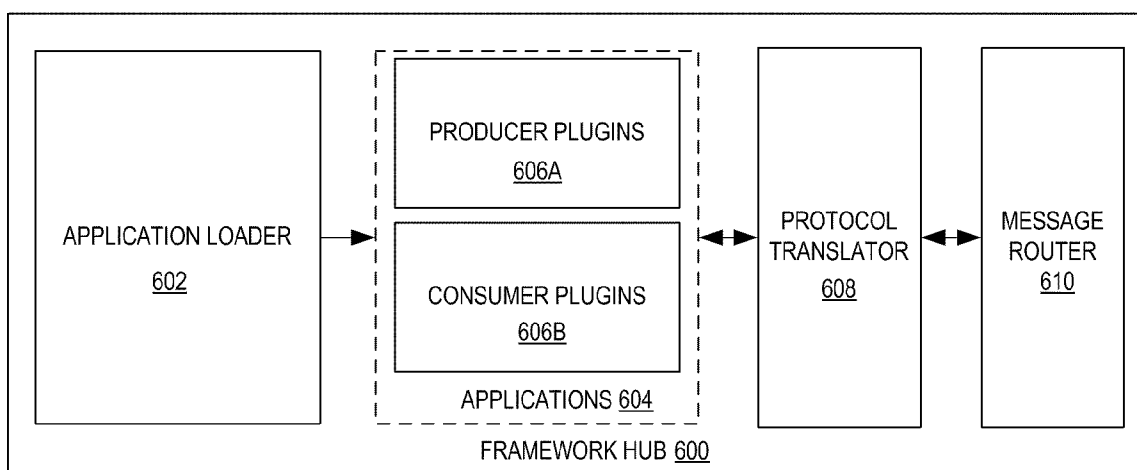 APPLICATION LOADER
602
PRODUCER PLUGINS
606A
CONSUMER PLUGINS
606B
APPLICATIONS 604
PROTOCOL
TRANSLATOR
608
MESSAGE
ROUTER
610
FRAMEWORK HUB 600